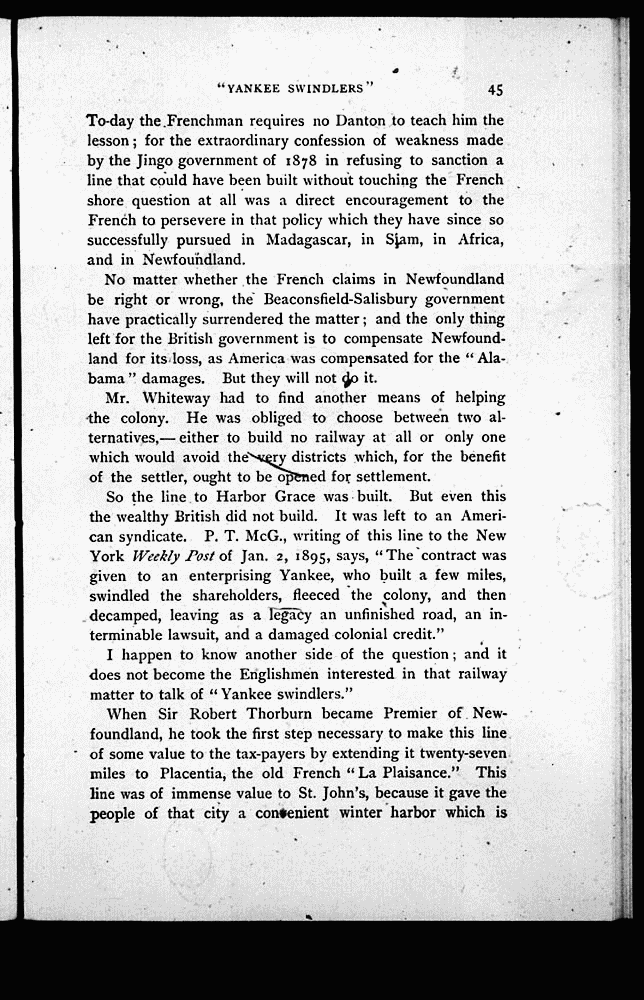 "YANKEE SWINDLERS" 45
To-day the Frenchman requires no Danton to teach him the
lesson; for the extraordinary confession of weakness made
by the Jingo government of 1878 in refusing to sanction a
line that could have been built without touching the French
shore question at all was a direct encouragement to the
French to persevere in that policy which they have since so
successfully pursued in Madagascar, in Siam, in Africa,
and in Newfoundland.
No matter whether the French claims in Newfoundland
be right or wrong, the Beaconsfield-Salisbury government
have practically surrendered the matter; and the only thing
left for the British government is to compensate Newfound-
land for its loss, as America was compensated for the "Ala-
bama" damages. But they will not do it.
Mr. Whiteway had to find another means of helping
the colony. He was obliged to choose between two al-
ternatives,— either to build no railway at all or only one
which would avoid the very districts which, for the benefit
of the settler, ought to be opened for settlement.
So the line to Harbor Grace was built. But even this
the wealthy British did not build. It was left to an Ameri-
can syndicate. P. T. McG., writing of this line to the New
York Weekly Post of Jan. 2, 1895, says, "The contract was
given to an enterprising Yankee, who built a few miles,
swindled the shareholders, fleeced the colony, and then
decamped, leaving as a legacy an unfinished road, an in-
terminable lawsuit, and a damaged colonial credit."
I happen to know another side of the question; and it
does not become the Englishmen interested in that railway
matter to talk of "Yankee swindlers."
When Sir Robert Thorburn became Premier of New-
foundland, he took the first step necessary to make this line
of some value to the tax-payers by extending it twenty-seven
miles to Placentia, the old French "La Plaisance." This
line was of immense value to St. John's, because it gave the
people of that city a convenient winter harbor which is